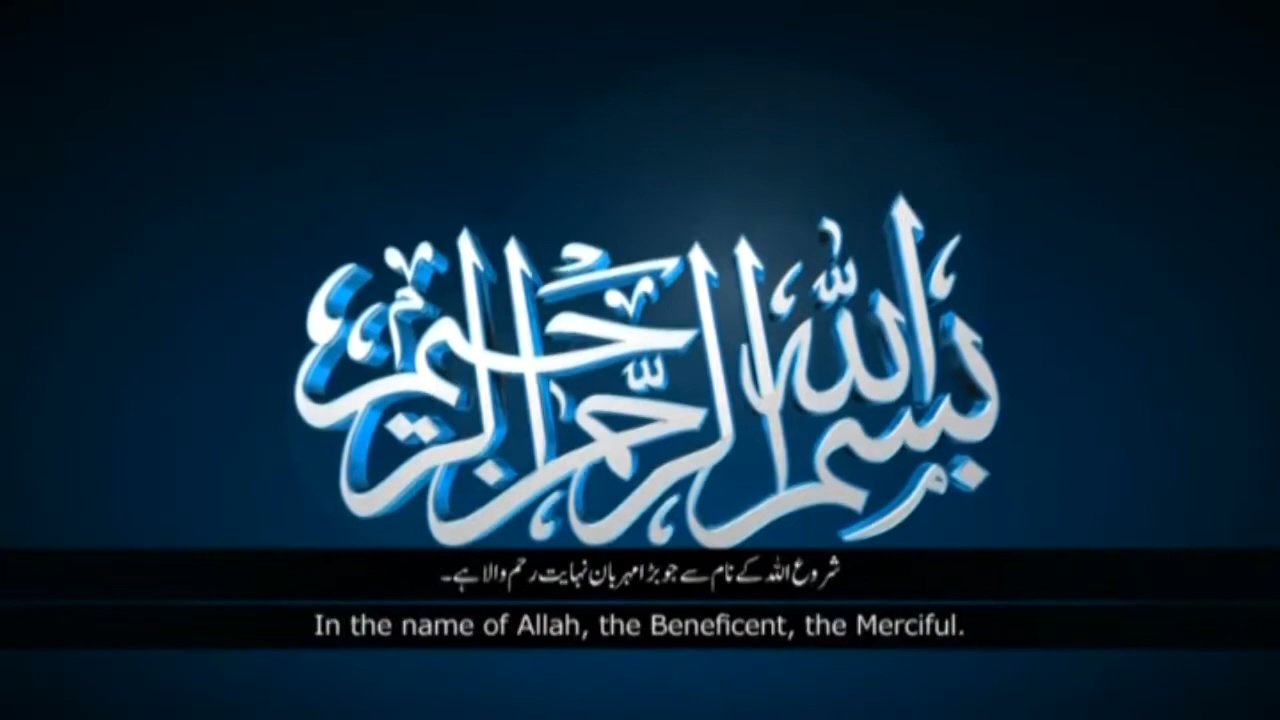 بسم الله الرحمن الرحيم
شروع اللہ کے نام سے جو بڑا مہربان نہایت رحم والا ہے۔
In the name of Allah, the Beneficent, the Merciful.